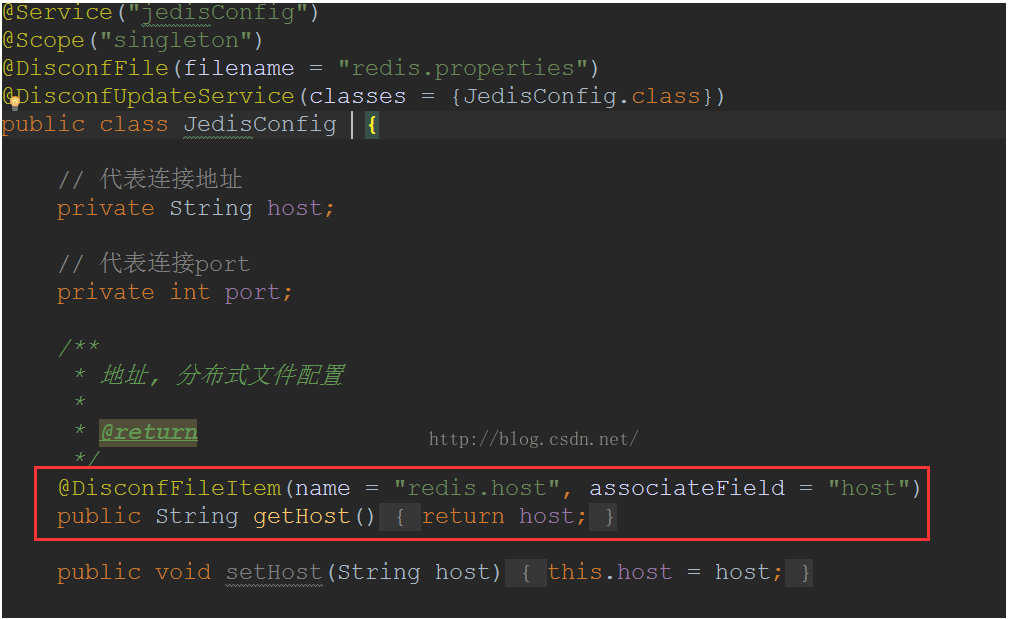 @Service("jedisConfig")
@Scope("singleton")
@DisconfFile(filename = "redis.properties")
@DisconfUpdateService(classes = {JedisConfig.class})
public class JedisConfig {
// 代表连接地址
private String host;
// 代表连接port
private int port;
/**
* 地址, 分布式文件配置
*
* @return
*/
http://blog.csdn.net/
@DisconfFileItem(name = "redis.host", associateField = "host")
public String getHost() { return host; }
public void setHost(String host) { this.host = host; }